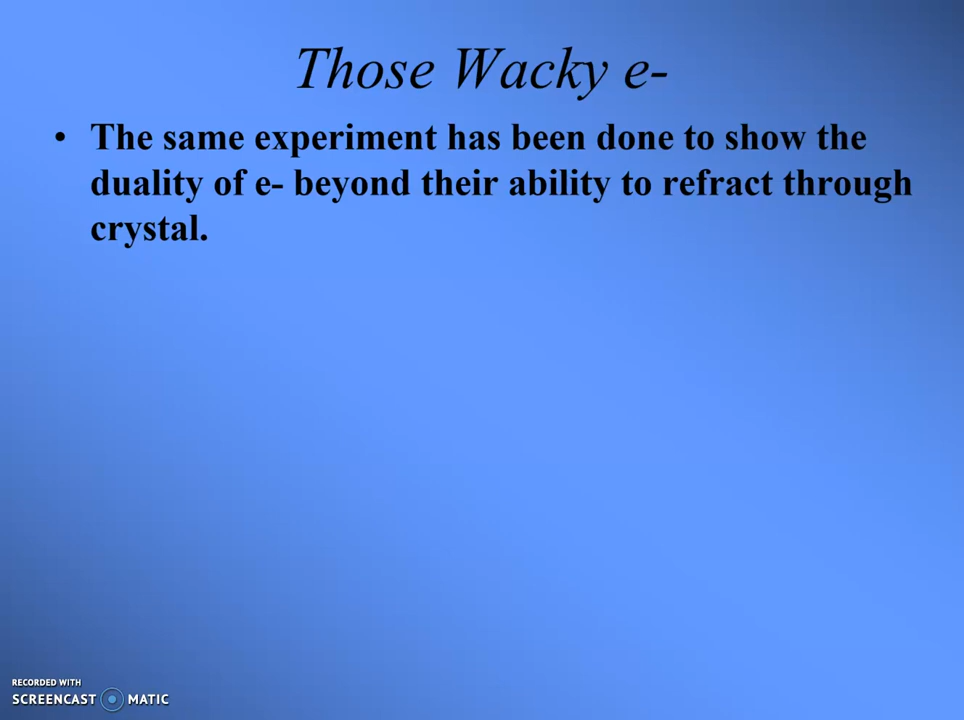 Those Wacky e-
• The same experiment has been done to show the
duality of e- beyond their ability to refract through
crystal.
RECORDED WITH
SCREENCAST MATIC